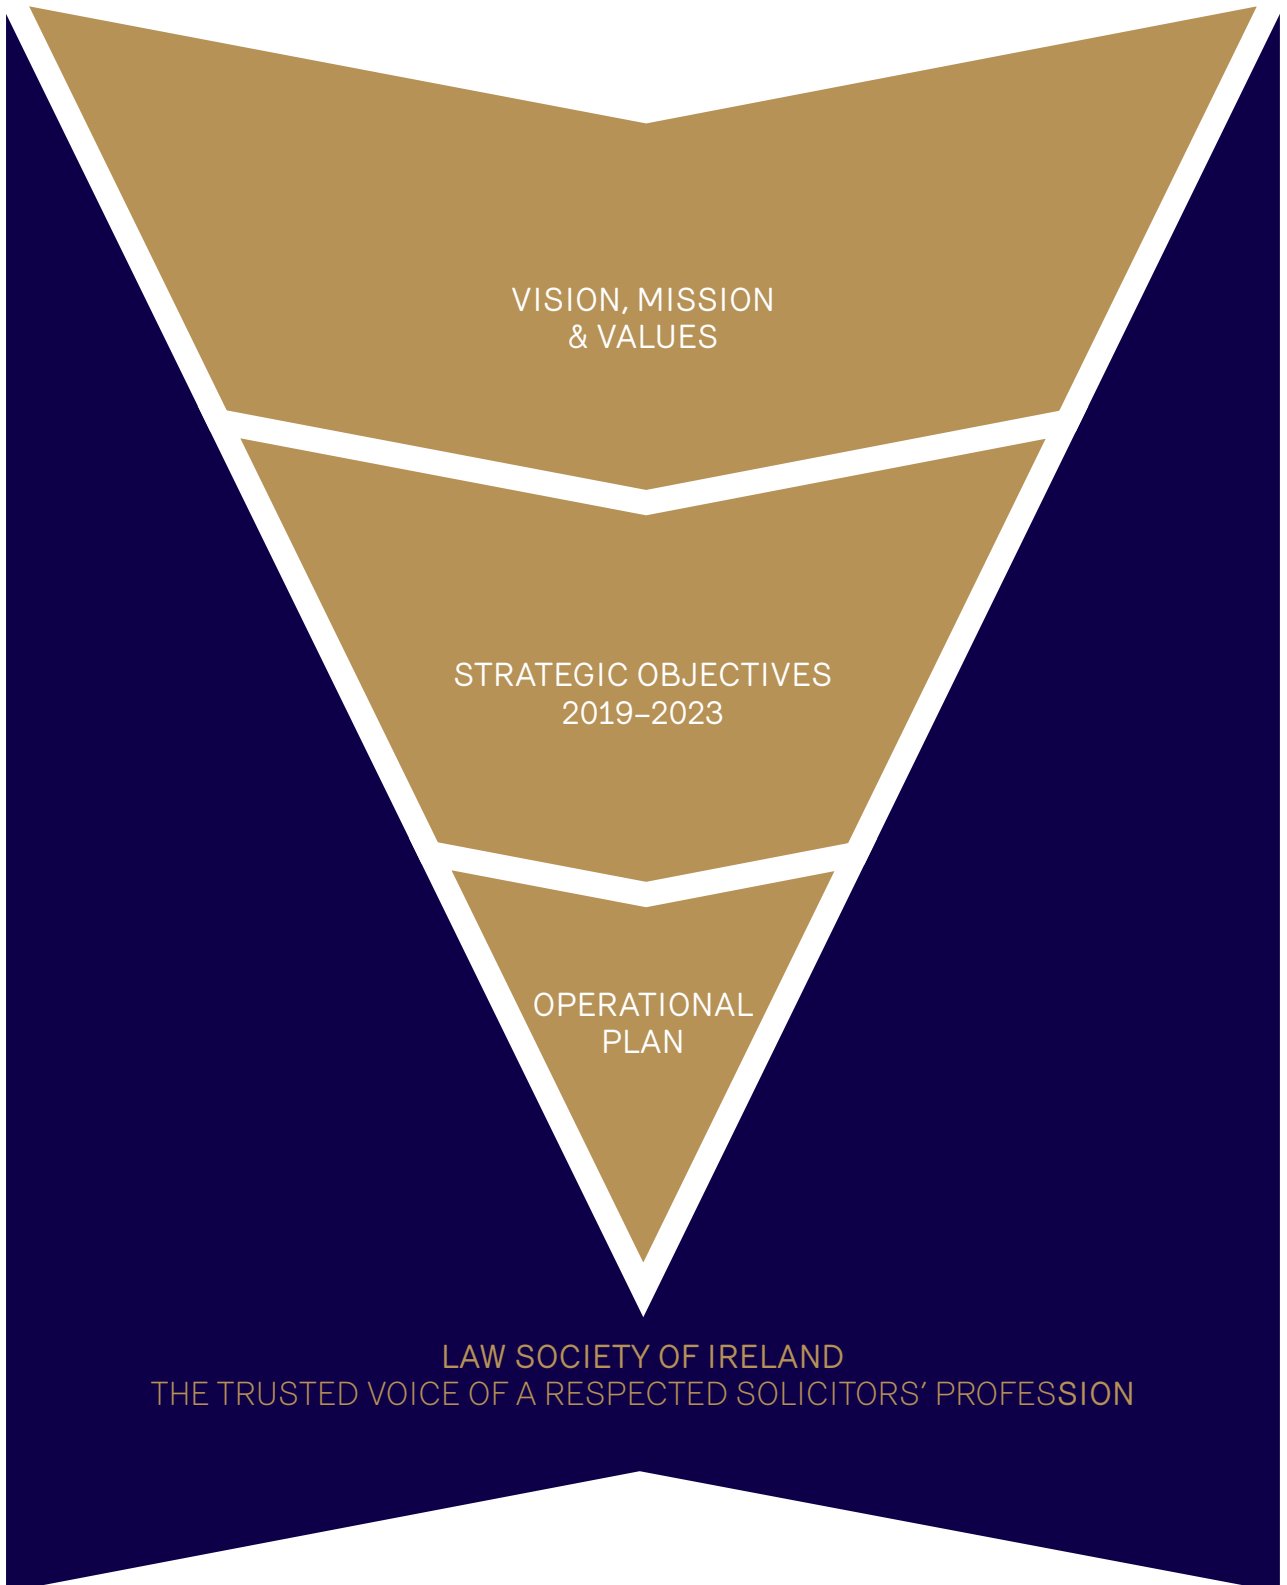 VISION, MISSION
& VALUES
STRATEGIC OBJECTIVES
2019–2023
OPERATIONAL
PLAN
LAW SOCIETY OF IRELAND
THE TRUSTED VOICE OF A RESPECTED SOLICITORS’ PROFESSION